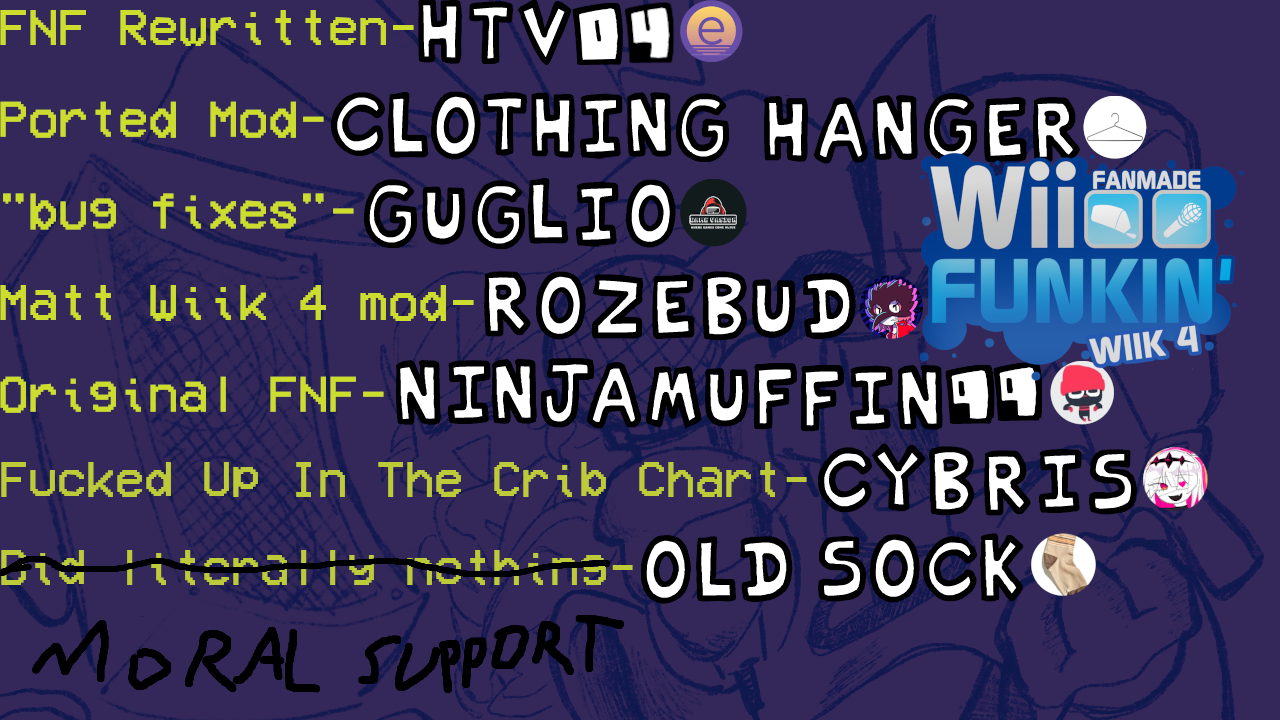 FNF Rewritten-HTV04 e
Ported Mod-CLOTHING HANGER
"bug fixes"-GUGLIO
Wii FANMADE
FUNKIN'
WIIK 4
Matt Wiik 4 mod-ROZEBUD
Original FNF-NINJAMUFFIN99
Fucked Up In The Crib Chart-CYBRIS
Did literally nothing-OLD SOCK
MORAL SUPPORT